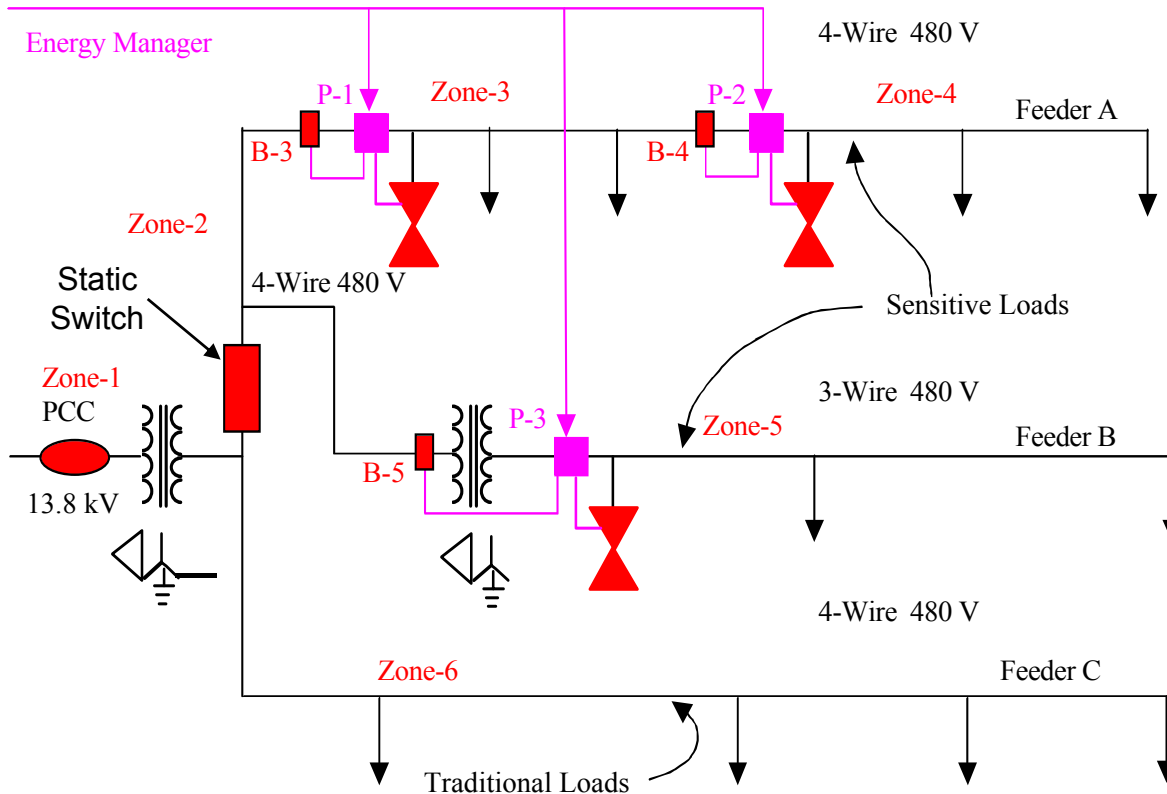 4-Wire 480 V
Energy Manager
P-1
Zone-3
P-2
Zone-4
Feeder A
B-3
B-4
Zone-2
Static
Switch
4-Wire 480 V
Sensitive Loads
Zone-1
PCC
3-Wire 480 V
P-3
Zone-5
Feeder B
B-5
13.8 kV
4-Wire 480 V
Zone-6
Feeder C
Traditional Loads